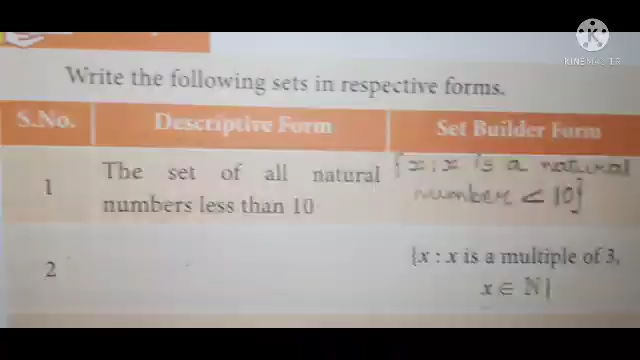 KINEMASTER
Write the following sets in respective forms.
S.No. Descriptive Form Set Builder Form
1 The set of all natural numbers less than 10 {x : x is a natural number < 10}
2 {x : x is a multiple of 3, x ∈ ℕ}